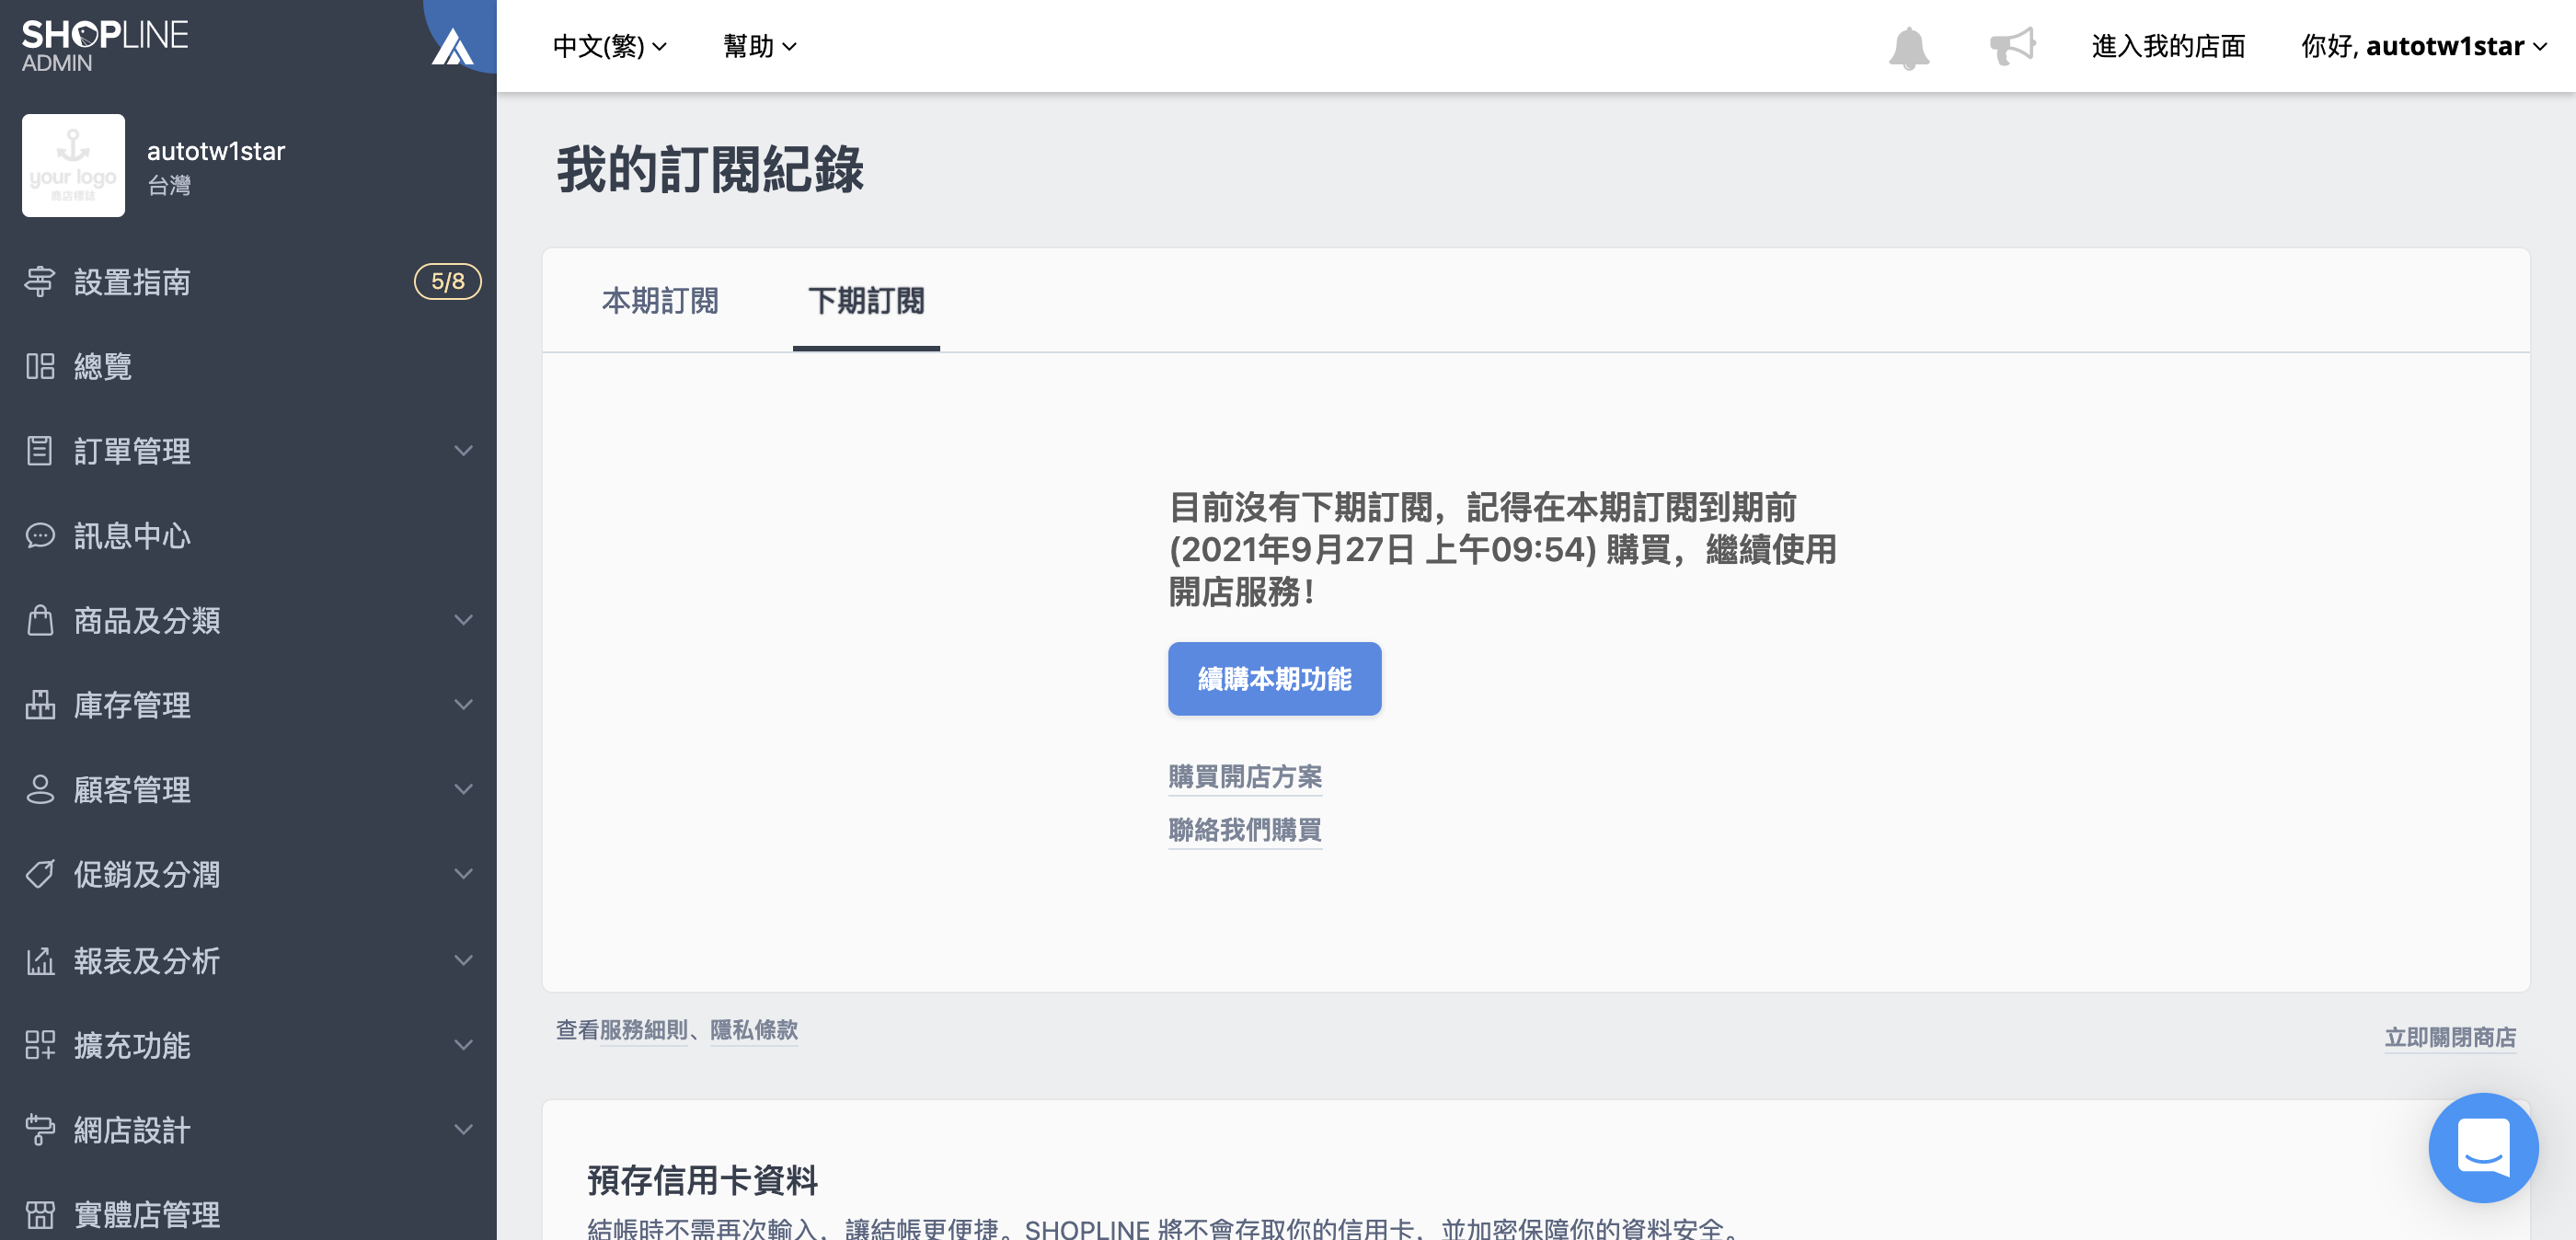 SHOPLINE
ADMIN
中文(繁)
幫助
進入我的店面
你好, autotw1star
your logo
商店標誌
autotw1star
台灣
設置指南
5/8
總覽
訂單管理
訊息中心
商品及分類
庫存管理
顧客管理
促銷及分潤
報表及分析
擴充功能
網店設計
實體店管理
我的訂閱紀錄
本期訂閱
下期訂閱
目前沒有下期訂閱，記得在本期訂閱到期前
(2021年9月27日 上午09:54) 購買，繼續使用
開店服務！
續購本期功能
購買開店方案
聯絡我們購買
查看服務細則、隱私條款
立即關閉商店
預存信用卡資料
結帳時不需再次輸入，讓結帳更便捷。SHOPLINE 將不會存取你的信用卡，並加密保障你的資料安全。